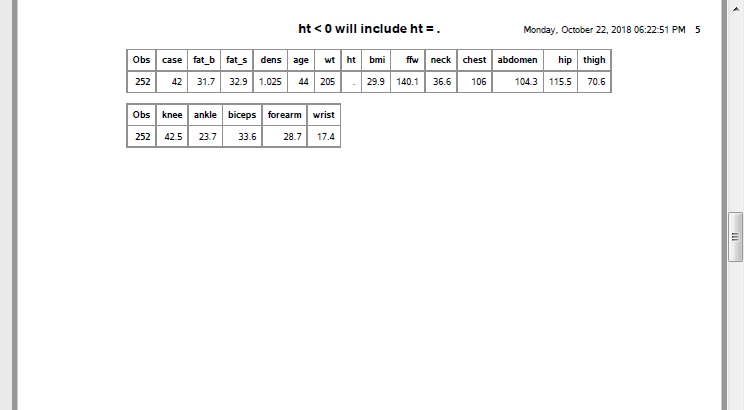 ht < 0 will include ht = .
Monday, October 22, 2018 06:22:51 PM 5
Obs case fat_b fat_s dens age wt ht bmi ffw neck chest abdomen hip thigh
252 42 31.7 32.9 1.025 44 205 . 29.9 140.1 36.6 106 104.3 115.5 70.6
Obs knee ankle biceps forearm wrist
252 42.5 23.7 33.6 28.7 17.4